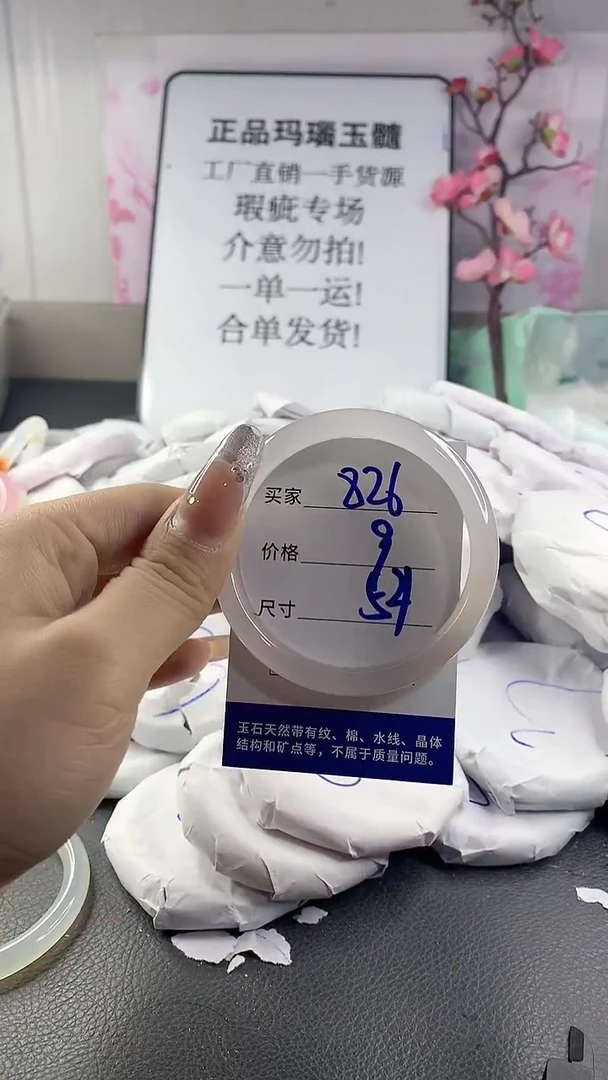 正品玛瑙玉髓
工厂直销一手货源
瑕疵专场
介意勿拍!
一单一运!
合单发货!
买家 826
价格 9
尺寸 54
玉石天然带有纹、棉、水线、晶体
结构和矿点等，不属于质量问题。